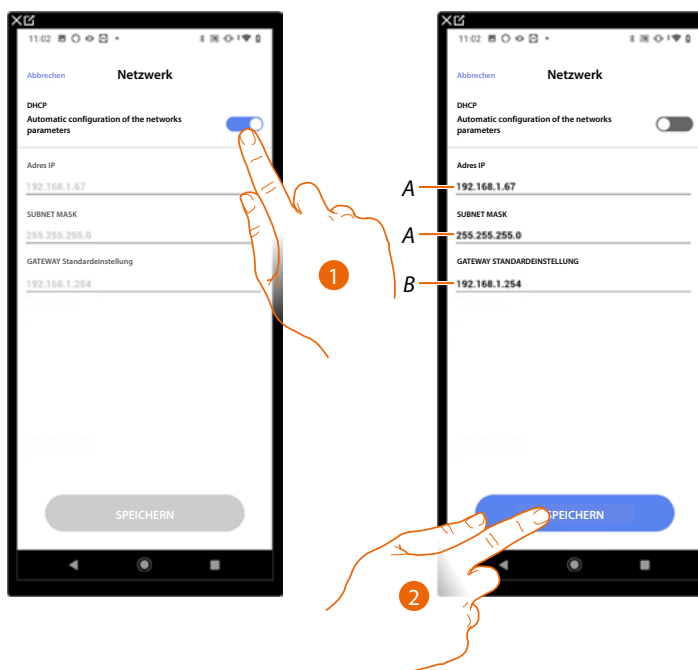 11:02
Abbrechen
Netzwerk
DHCP
Automatic configuration of the networks
parameters
Adres IP
192.168.1.67
SUBNET MASK
255.255.255.0
GATEWAY Standardeinstellung
192.168.1.254
SPEICHERN
1
11:02
Abbrechen
Netzwerk
DHCP
Automatic configuration of the networks
parameters
Adres IP
A
192.168.1.67
SUBNET MASK
A
255.255.255.0
GATEWAY STANDARDEINSTELLUNG
B
192.168.1.254
SPEICHERN
2